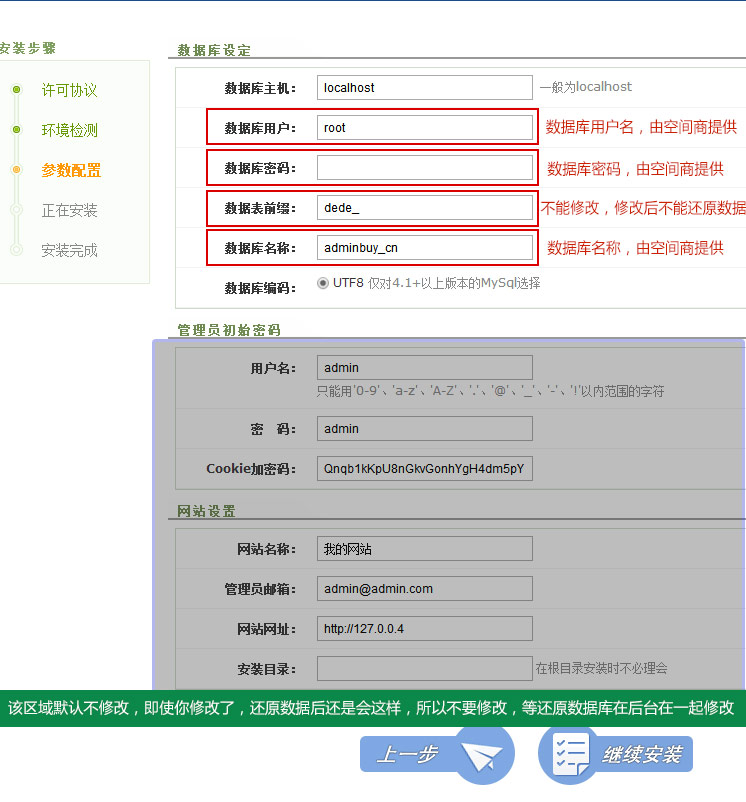 安装步骤
许可协议
环境检测
参数配置
正在安装
安装完成
数据库设定
数据库主机： localhost 一般为localhost
数据库用户： root 数据库用户名，由空间商提供
数据库密码： 数据库密码，由空间商提供
数据表前缀： dede_ 不能修改，修改后不能还原数据
数据库名称： adminbuy_cn 数据库名称，由空间商提供
数据库编码： UTF8 仅对4.1+以上版本的MySql选择
管理员初始密码
用户名： admin
只能用'0-9'、'a-z'、'A-Z'、'.'、'@'、'_'、'-'、'!'以内范围的字符
密 码： admin
Cookie加密码： Qnqb1kKpU8nGkvGonhYgH4dm5pY
网站设置
网站名称： 我的网站
管理员邮箱： admin@admin.com
网站网址： http://127.0.0.4
安装目录： 在根目录安装时不必理会
该区域默认不修改，即使你修改了，还原数据后还是会这样，所以不要修改，等还原数据库在后台在一起修改
上一步 继续安装